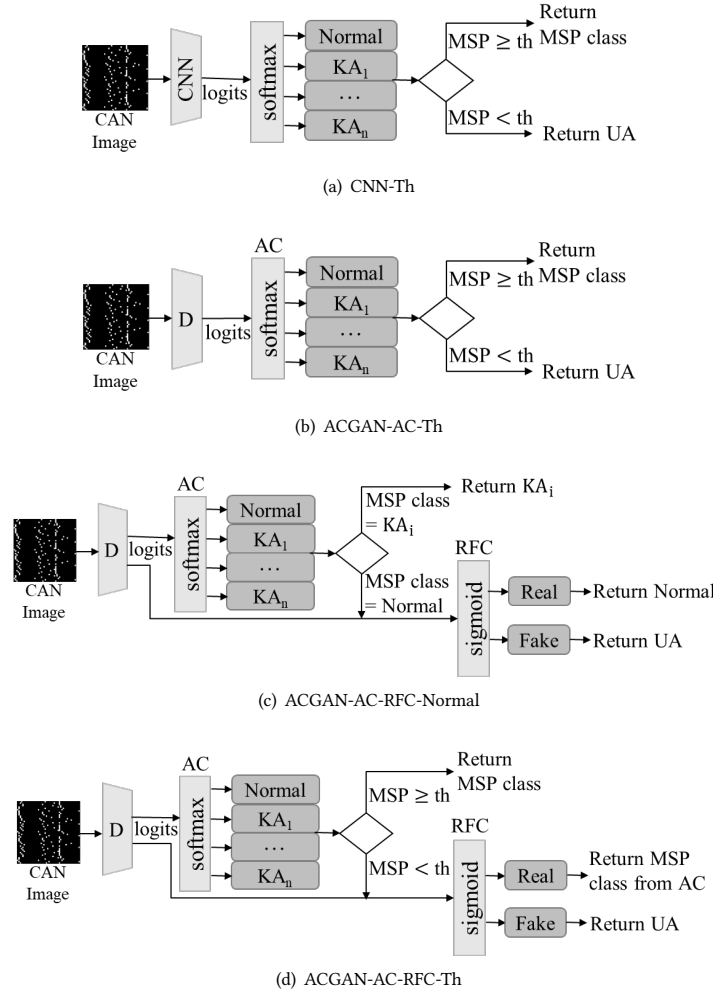 CAN
Image
CNN
logits
softmax
Normal
KA₁
...
KAₙ
MSP ≥ th
MSP < th
Return
MSP class
Return UA
(a) CNN-Th
CAN
Image
D
logits
AC
softmax
Normal
KA₁
...
KAₙ
MSP ≥ th
MSP < th
Return
MSP class
Return UA
(b) ACGAN-AC-Th
CAN
Image
D
logits
AC
softmax
Normal
KA₁
...
KAₙ
MSP class
= KAᵢ
Return KAᵢ
MSP class
= Normal
RFC
sigmoid
Real
Return Normal
Fake
Return UA
(c) ACGAN-AC-RFC-Normal
CAN
Image
D
logits
AC
softmax
Normal
KA₁
...
KAₙ
MSP ≥ th
Return
MSP class
MSP < th
RFC
sigmoid
Real
Return MSP
class from AC
Fake
Return UA
(d) ACGAN-AC-RFC-Th